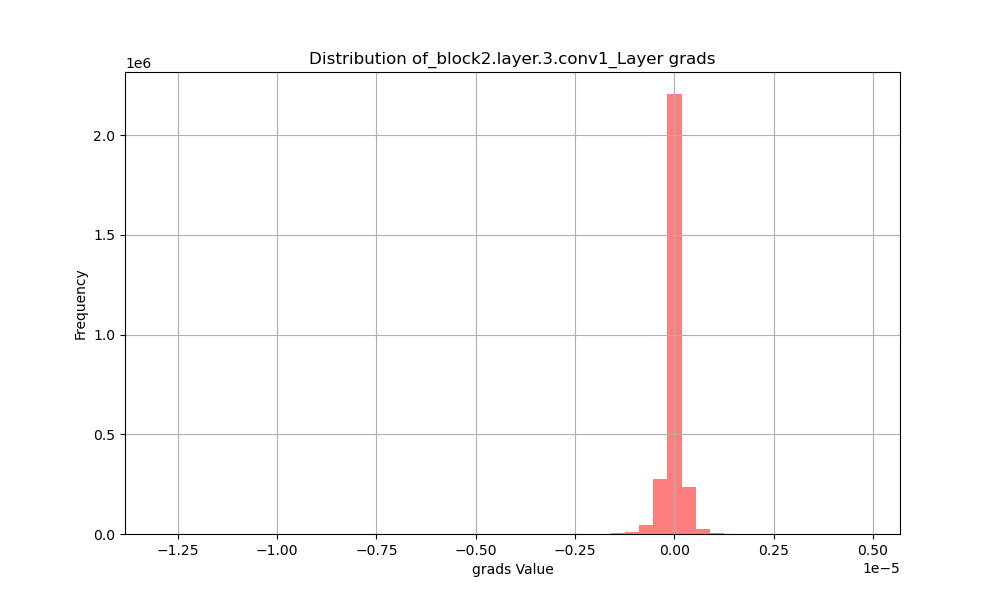 Distribution of_block2.layer.3.conv1_Layer grads
1e6
2.0
1.5
1.0
0.5
0.0
Frequency
−1.25 −1.00 −0.75 −0.50 −0.25 0.00 0.25 0.50
1e−5
grads Value